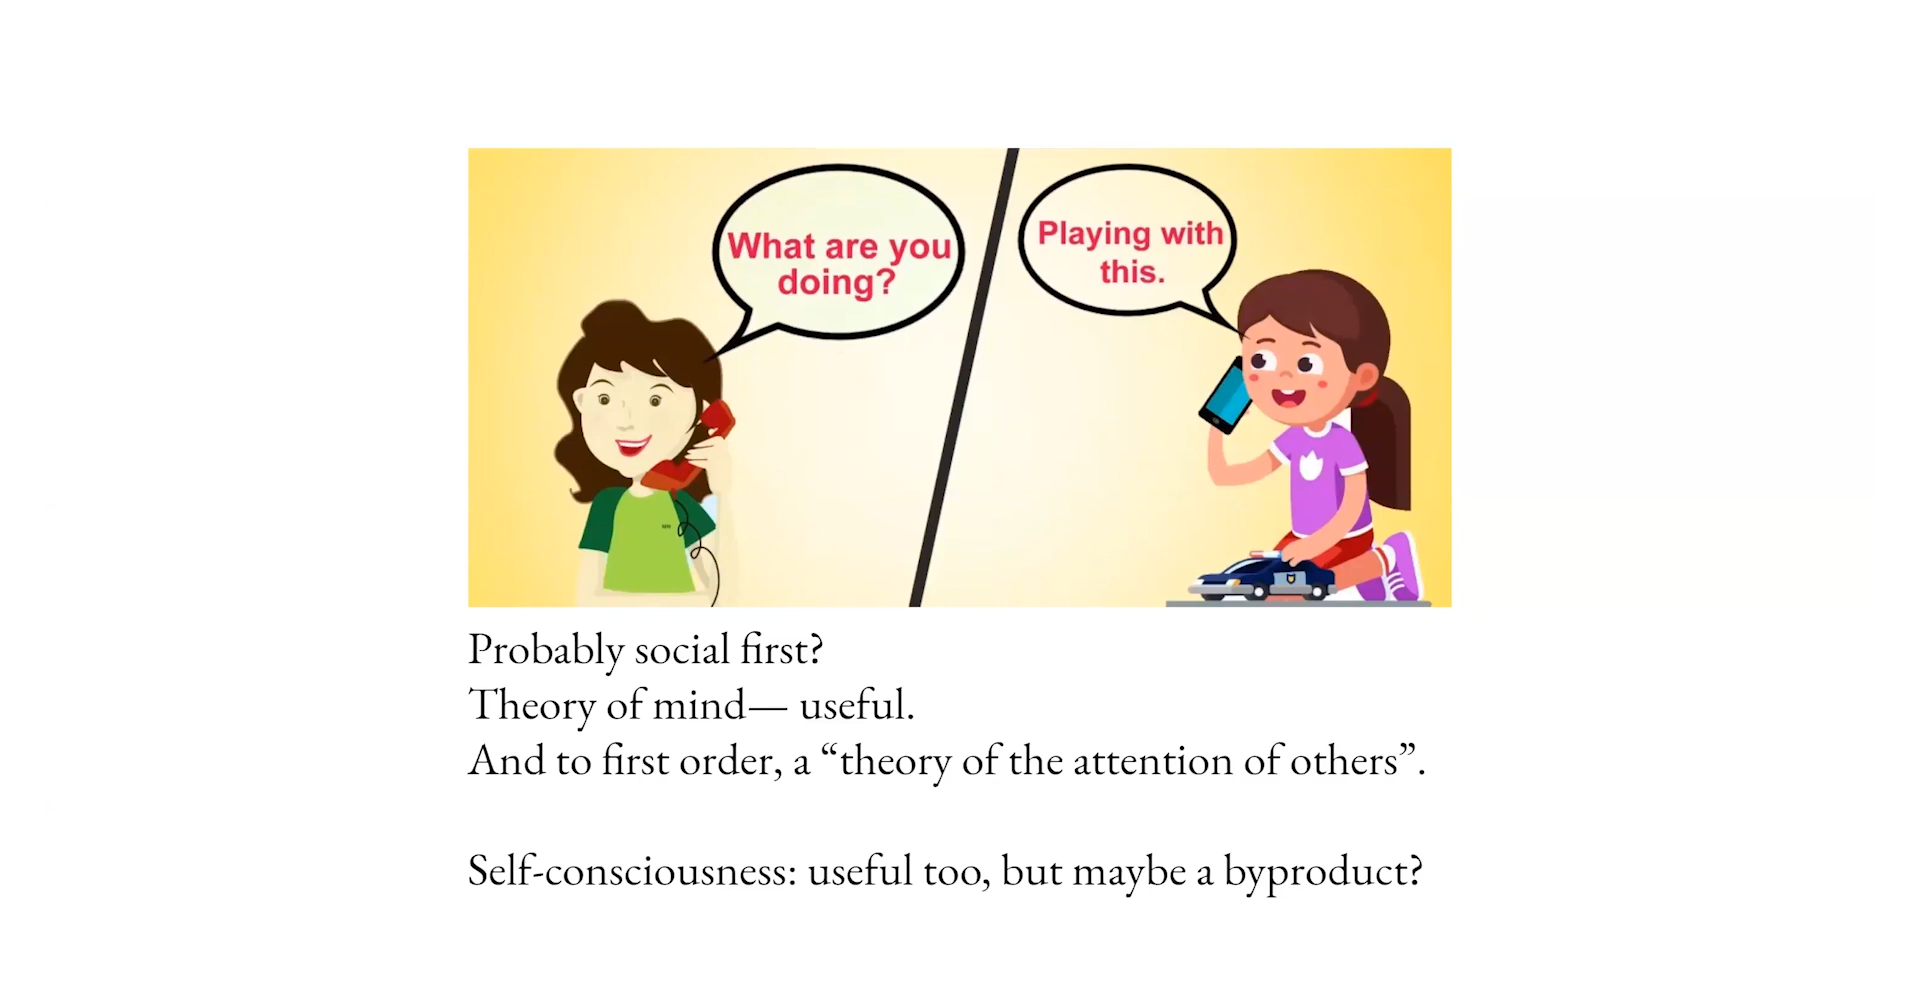 What are you
doing?
Playing with
this.
Probably social first?
Theory of mind— useful.
And to first order, a “theory of the attention of others”.
Self-consciousness: useful too, but maybe a byproduct?